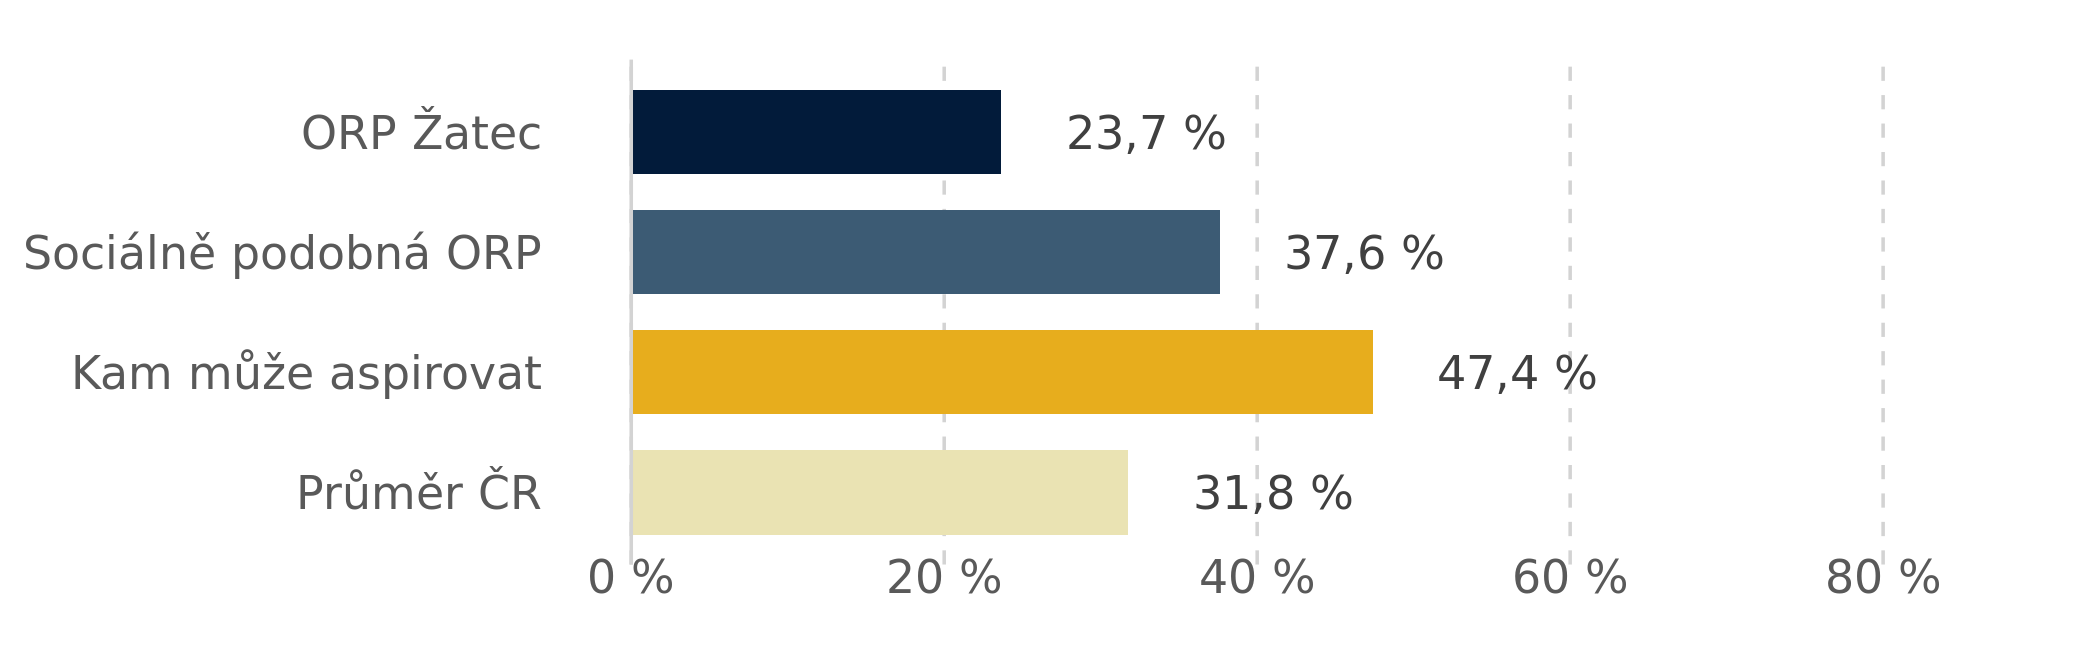 ORP Žatec 23,7 %
Sociálně podobná ORP 37,6 %
Kam může aspirovat 47,4 %
Průměr ČR 31,8 %
0 % 20 % 40 % 60 % 80 %